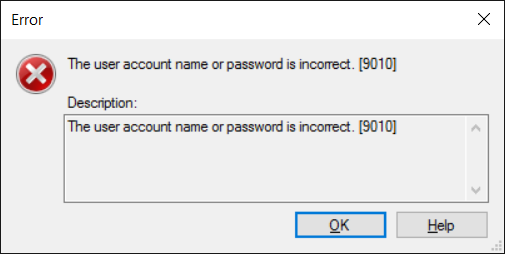 Error
The user account name or password is incorrect. [9010]
Description:
The user account name or password is incorrect. [9010]
OK
Help